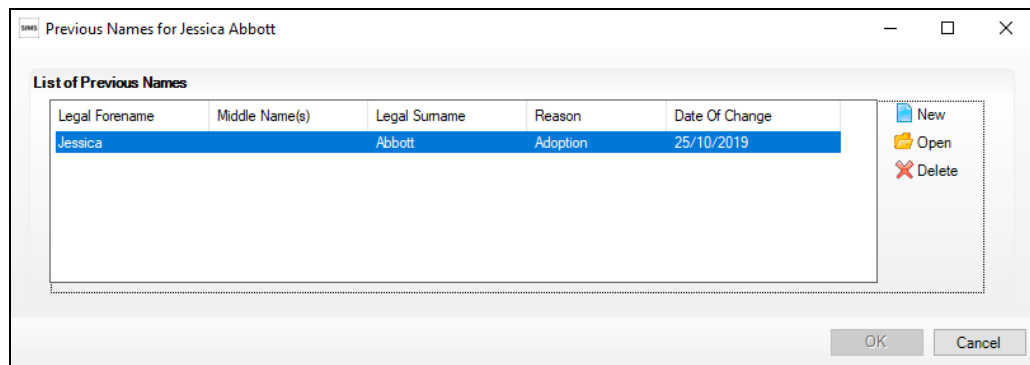 SIMS Previous Names for Jessica Abbott
List of Previous Names
Legal Forename Middle Name(s) Legal Surname Reason Date Of Change
Jessica Abbott Adoption 25/10/2019
New
Open
Delete
OK Cancel